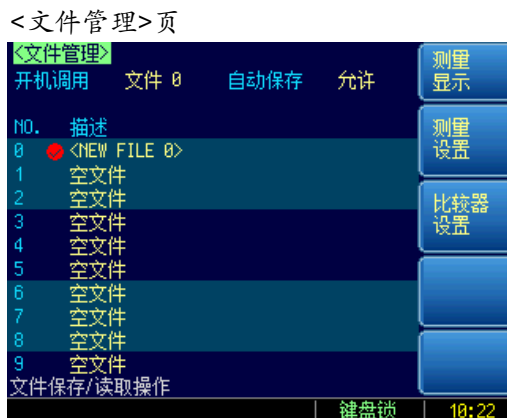 <文件管理>页
<文件管理>
开机调用 文件 0 自动保存 允许
NO. 描述
0 <NEW FILE 0>
1 空文件
2 空文件
3 空文件
4 空文件
5 空文件
6 空文件
7 空文件
8 空文件
9 空文件
文件保存/读取操作
测量
显示
测量
设置
比较器
设置
键盘锁 10:22